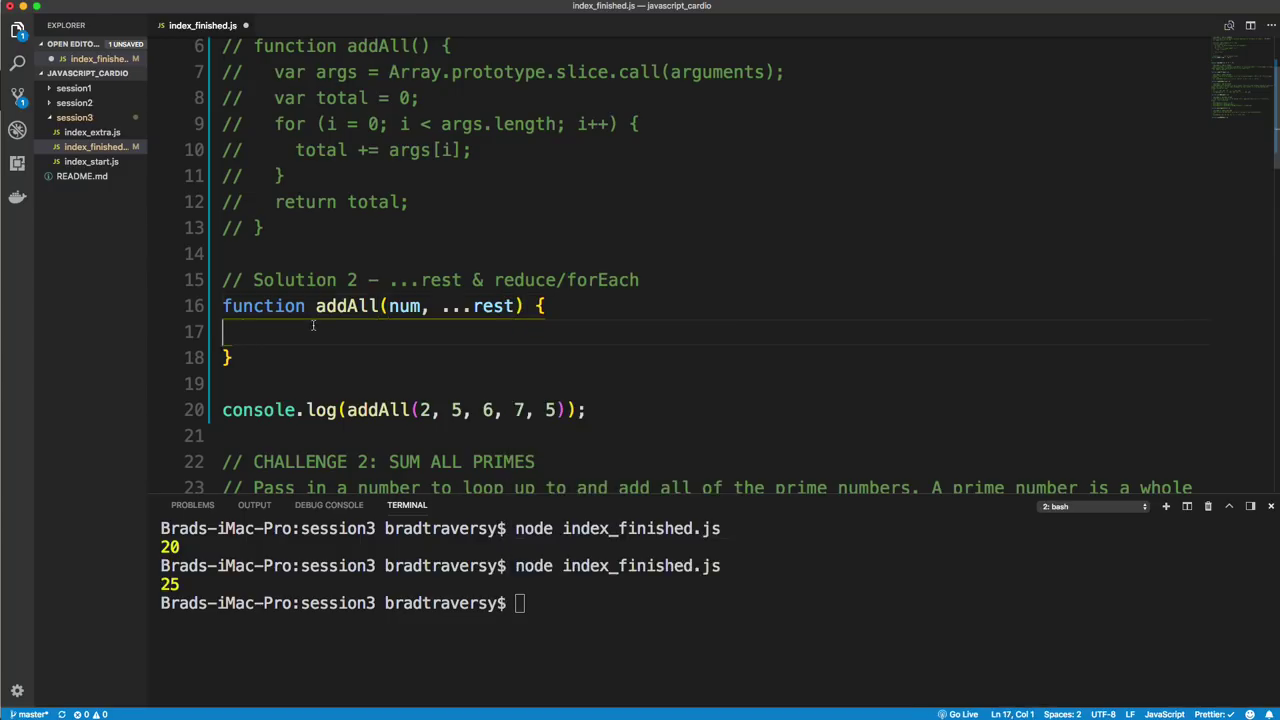 index_finished.js — javascript_cardio
EXPLORER
index_finished.js
OPEN EDITO... 1 UNSAVED
index_finishe... M
JAVASCRIPT_CARDIO
session1
session2
session3
JS index_extra.js
JS index_finished... M
JS index_start.js
README.md
6 // function addAll() {
7 //   var args = Array.prototype.slice.call(arguments);
8 //   var total = 0;
9 //   for (i = 0; i < args.length; i++) {
10 //     total += args[i];
11 //   }
12 //   return total;
13 // }
14
15 // Solution 2 - ...rest & reduce/forEach
16 function addAll(num, ...rest) {
17
18 }
19
20 console.log(addAll(2, 5, 6, 7, 5));
21
22 // CHALLENGE 2: SUM ALL PRIMES
23 // Pass in a number to loop up to and add all of the prime numbers. A prime number is a whole
PROBLEMS OUTPUT DEBUG CONSOLE TERMINAL 2: bash
Brads-iMac-Pro:session3 bradtraversy$ node index_finished.js
20
Brads-iMac-Pro:session3 bradtraversy$ node index_finished.js
25
Brads-iMac-Pro:session3 bradtraversy$
master* 0 0 Go Live Ln 17, Col 1 Spaces: 2 UTF-8 LF JavaScript Prettier: ✓